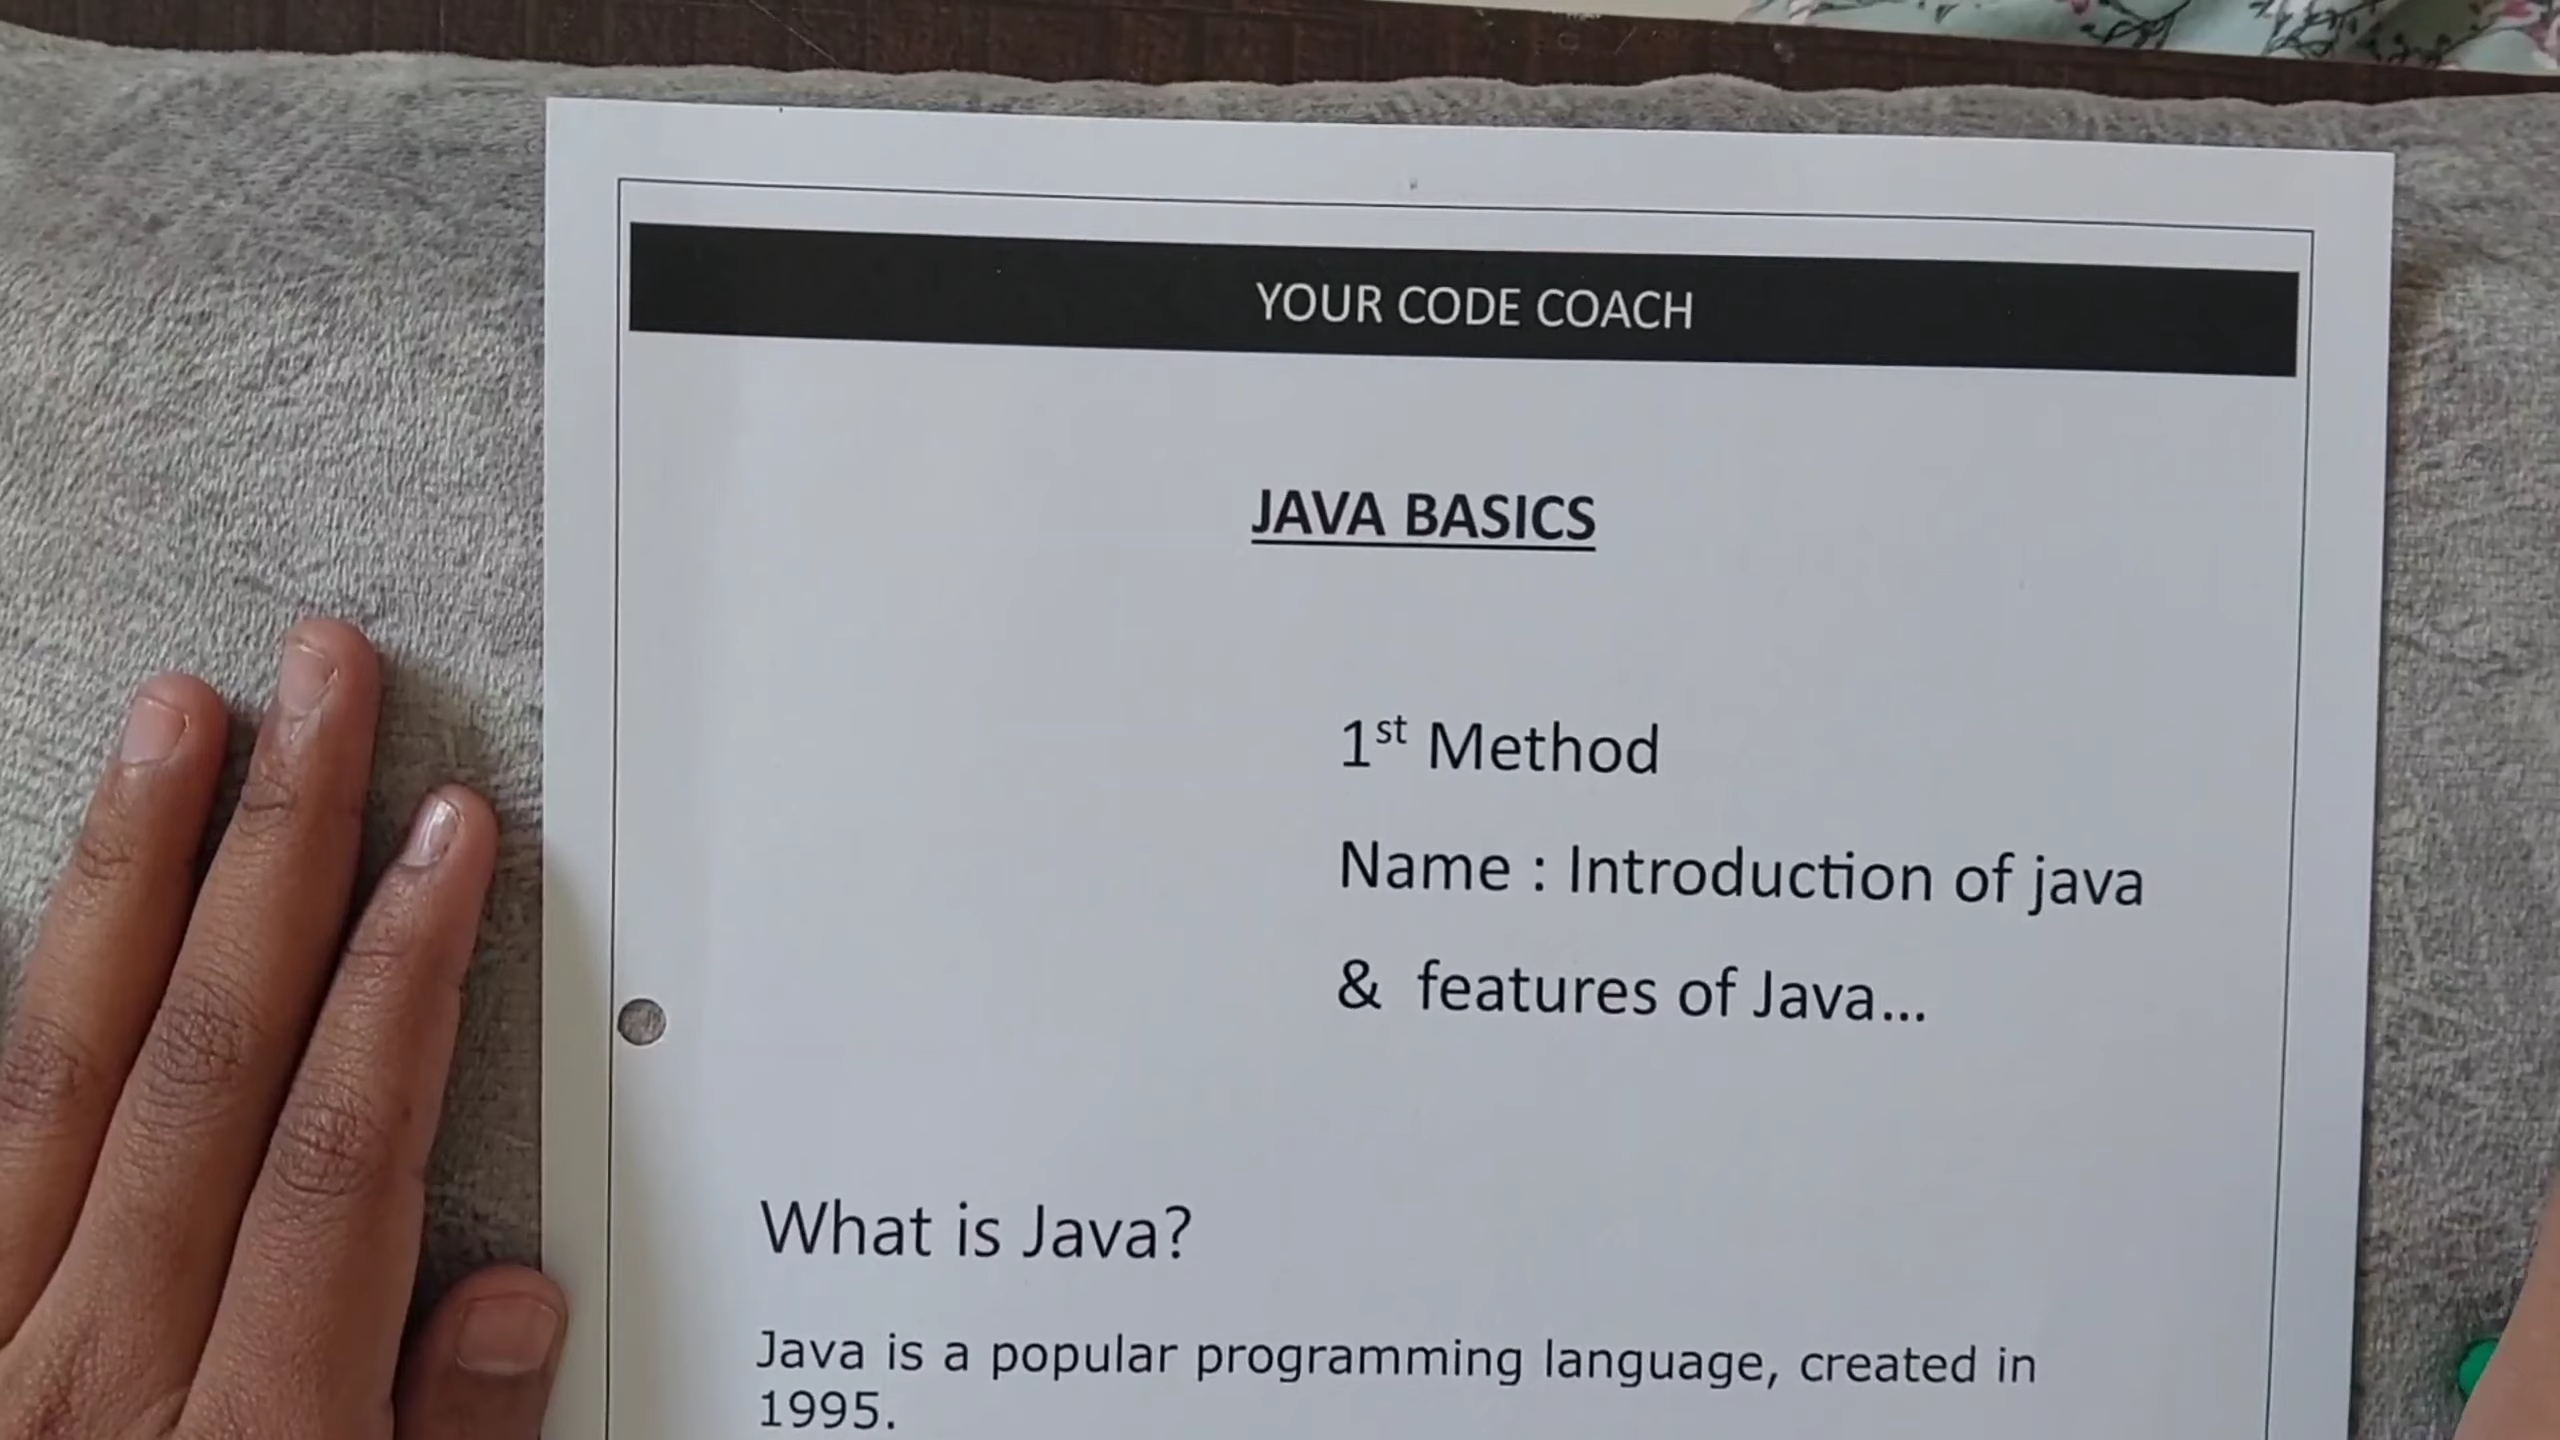 YOUR CODE COACH
JAVA BASICS
1st Method
Name : Introduction of java
& features of Java...
What is Java?
Java is a popular programming language, created in
1995.